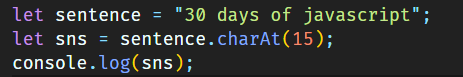 let sentence = "30 days of javascript";
let sns = sentence.charAt(15);
console.log(sns);